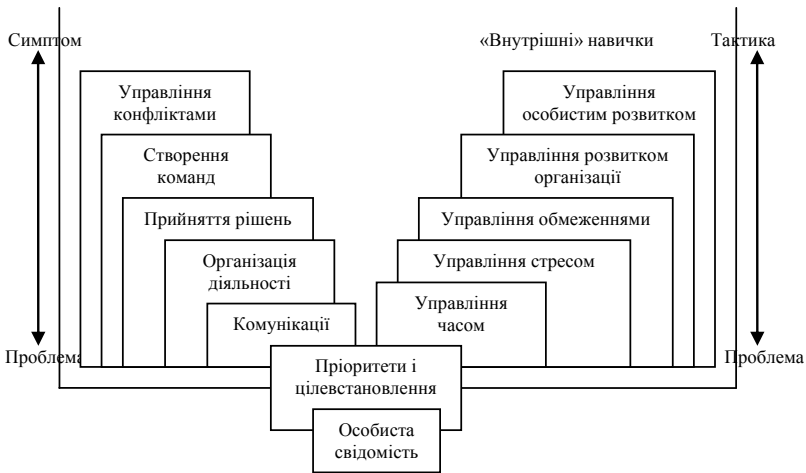 Симптом
«Внутрішні» навички
Тактика
Управління
конфліктами
Управління
особистим розвитком
Створення
команд
Управління розвитком
організації
Прийняття рішень
Управління обмеженнями
Організація
діяльності
Управління стресом
Комунікації
Управління
часом
Проблема
Пріоритети і
цілевстановлення
Проблема
Особиста
свідомість